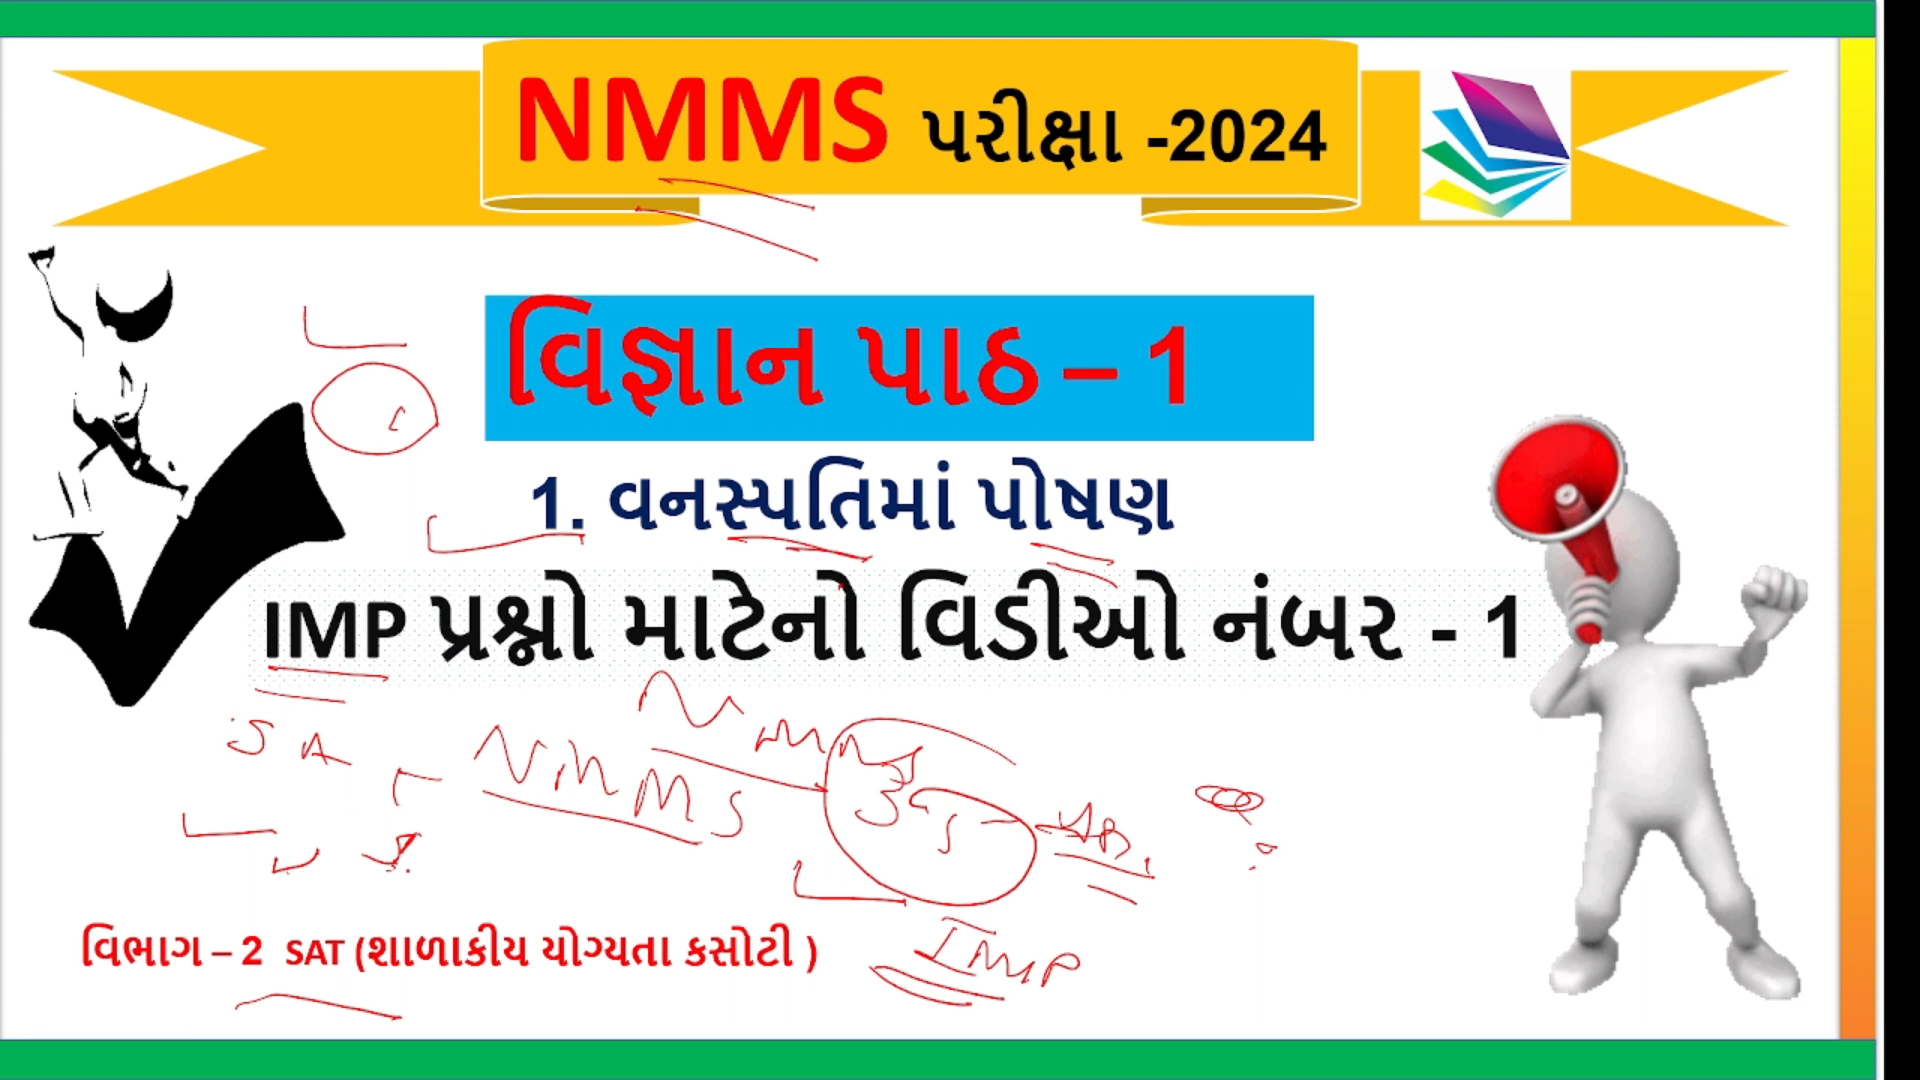 NMMS પરીક્ષા -2024
વિજ્ઞાન પાઠ – 1
1. વનસ્પતિમાં પોષણ
IMP પ્રશ્નો માટેનો વિડીઓ નંબર - 1
NMMS
SAT NMMS
વિભાગ – 2 SAT (શાળાકીય યોગ્યતા કસોટી )
IMP